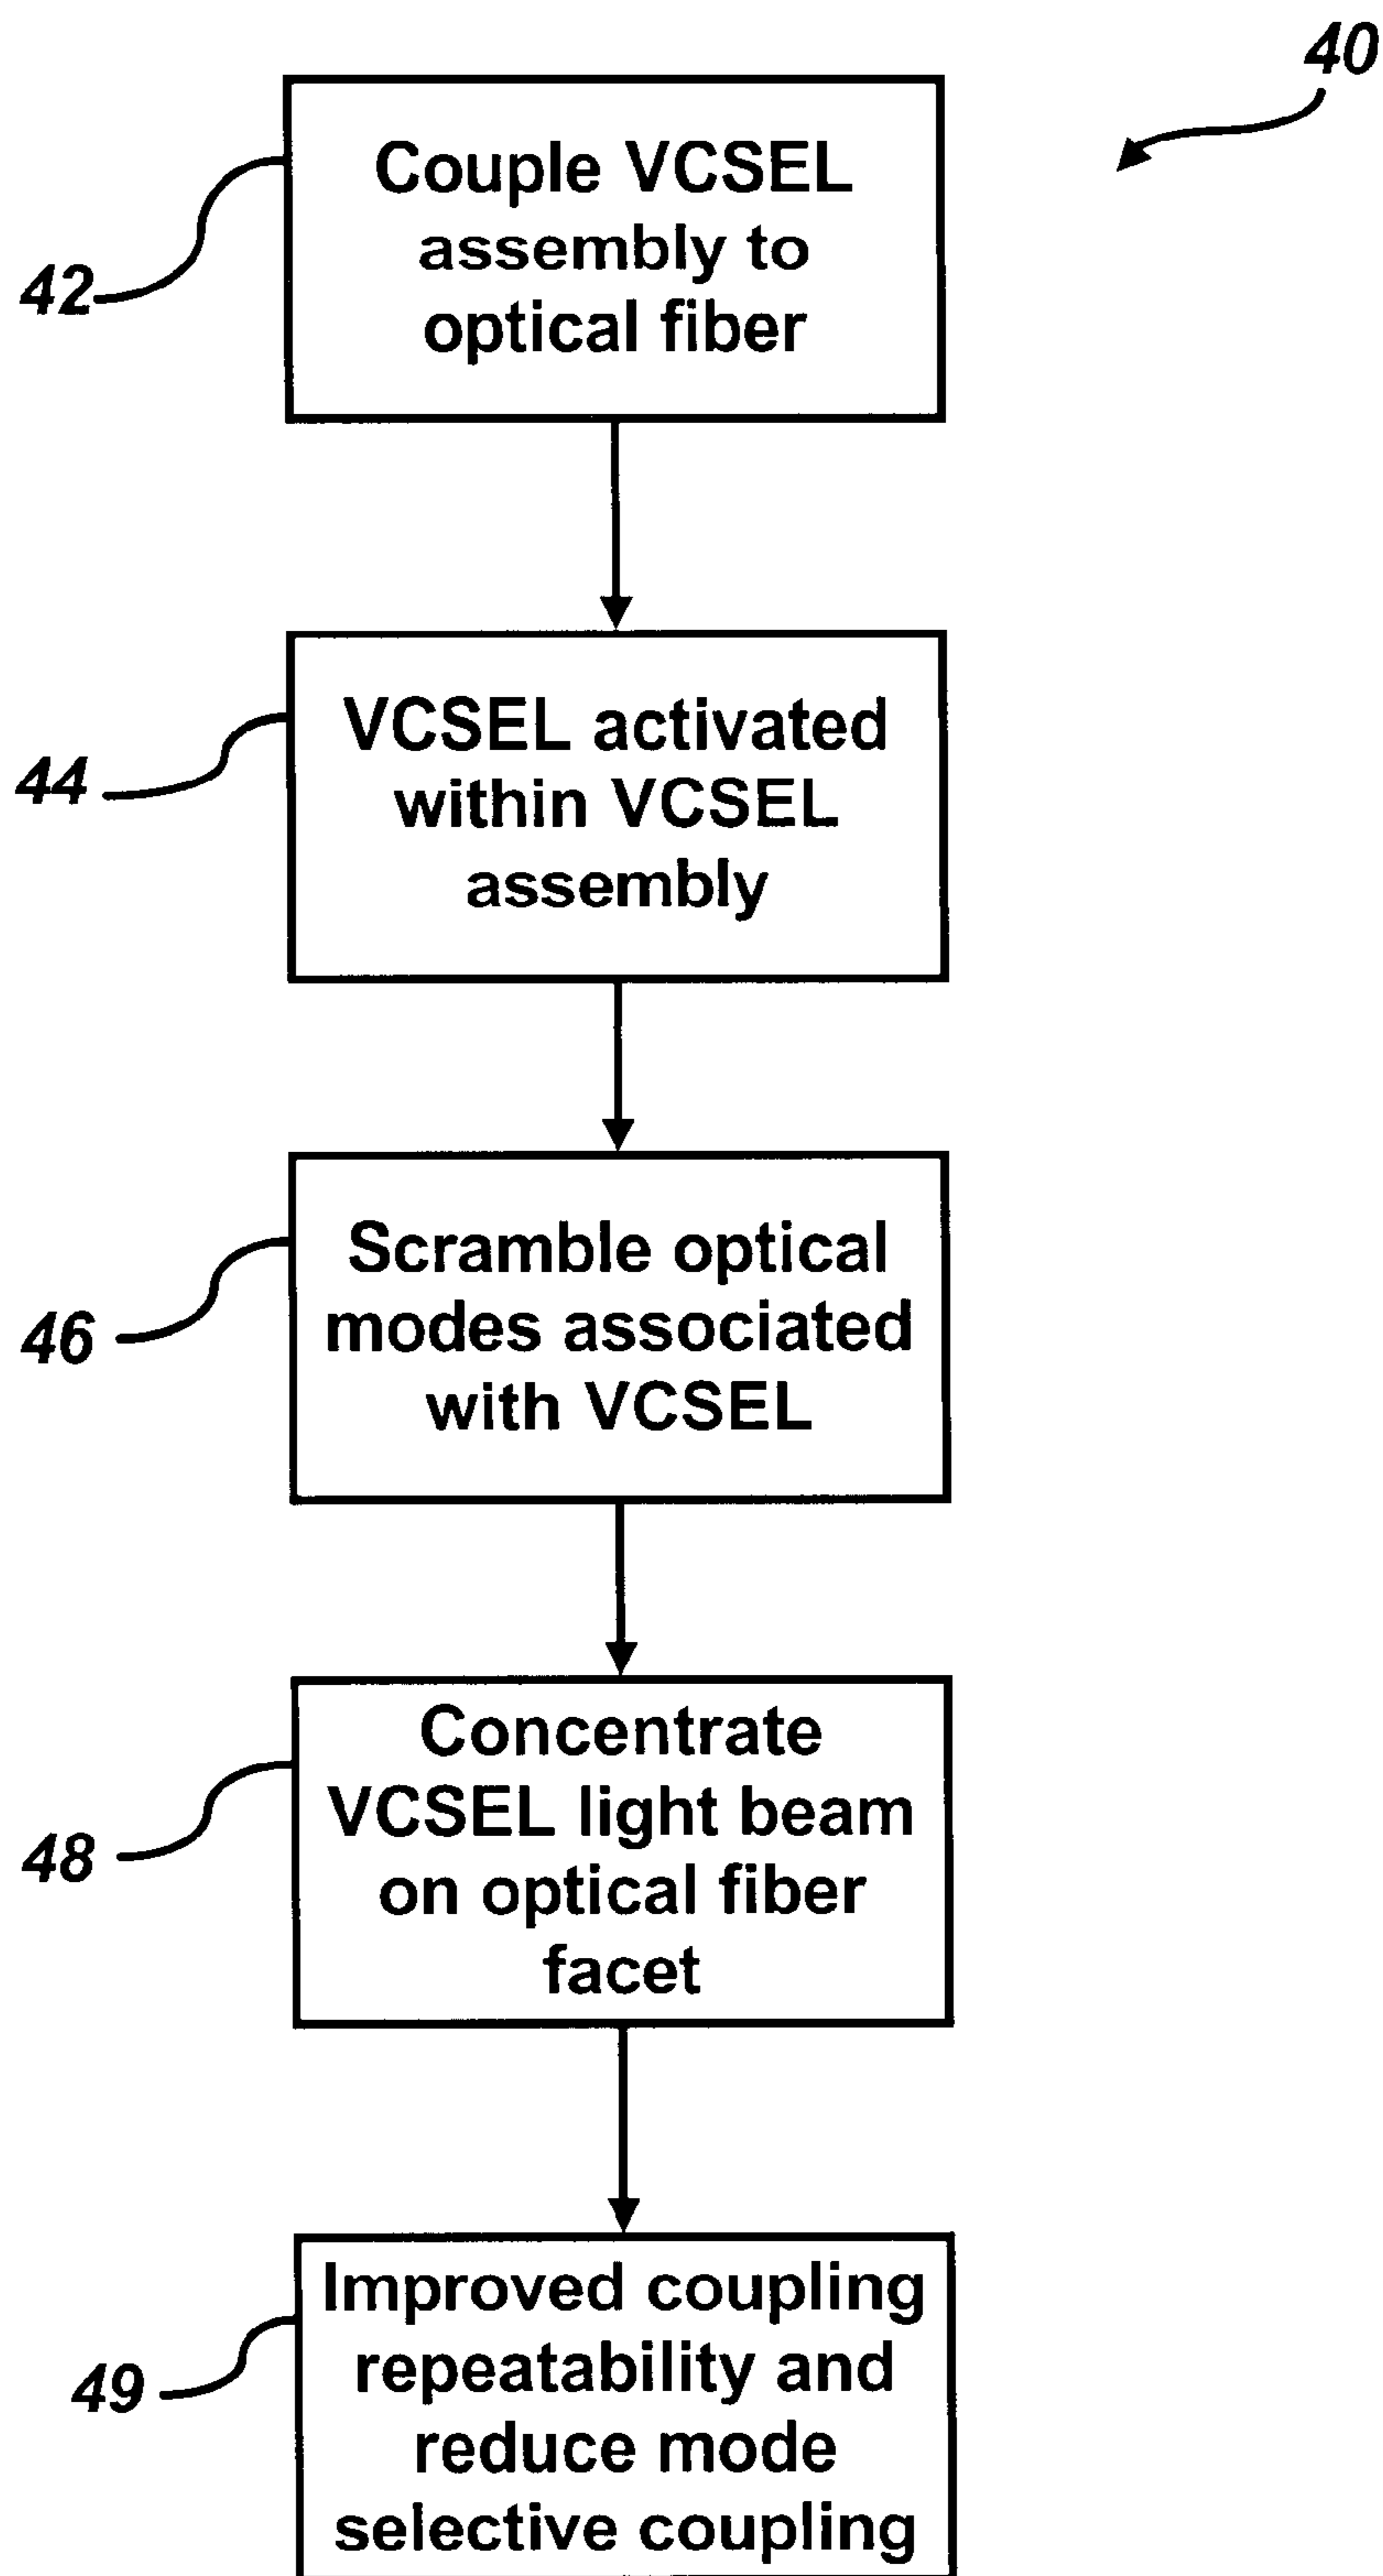 40
Couple VCSEL
assembly to
optical fiber
42
VCSEL activated
within VCSEL
assembly
44
Scramble optical
modes associated
with VCSEL
46
Concentrate
VCSEL light beam
on optical fiber
facet
48
Improved coupling
repeatability and
reduce mode
selective coupling
49